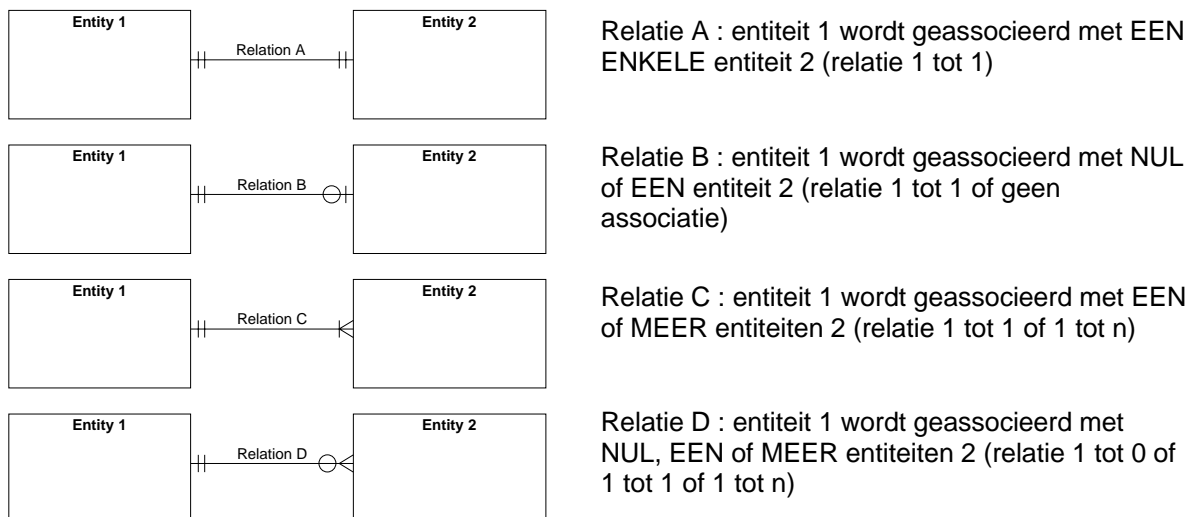 Entity 1
Relation A
Entity 2
Relatie A : entiteit 1 wordt geassocieerd met EEN
ENKELE entiteit 2 (relatie 1 tot 1)
Entity 1
Relation B
Entity 2
Relatie B : entiteit 1 wordt geassocieerd met NUL
of EEN entiteit 2 (relatie 1 tot 1 of geen
associatie)
Entity 1
Relation C
Entity 2
Relatie C : entiteit 1 wordt geassocieerd met EEN
of MEER entiteiten 2 (relatie 1 tot 1 of 1 tot n)
Entity 1
Relation D
Entity 2
Relatie D : entiteit 1 wordt geassocieerd met
NUL, EEN of MEER entiteiten 2 (relatie 1 tot 0 of
1 tot 1 of 1 tot n)